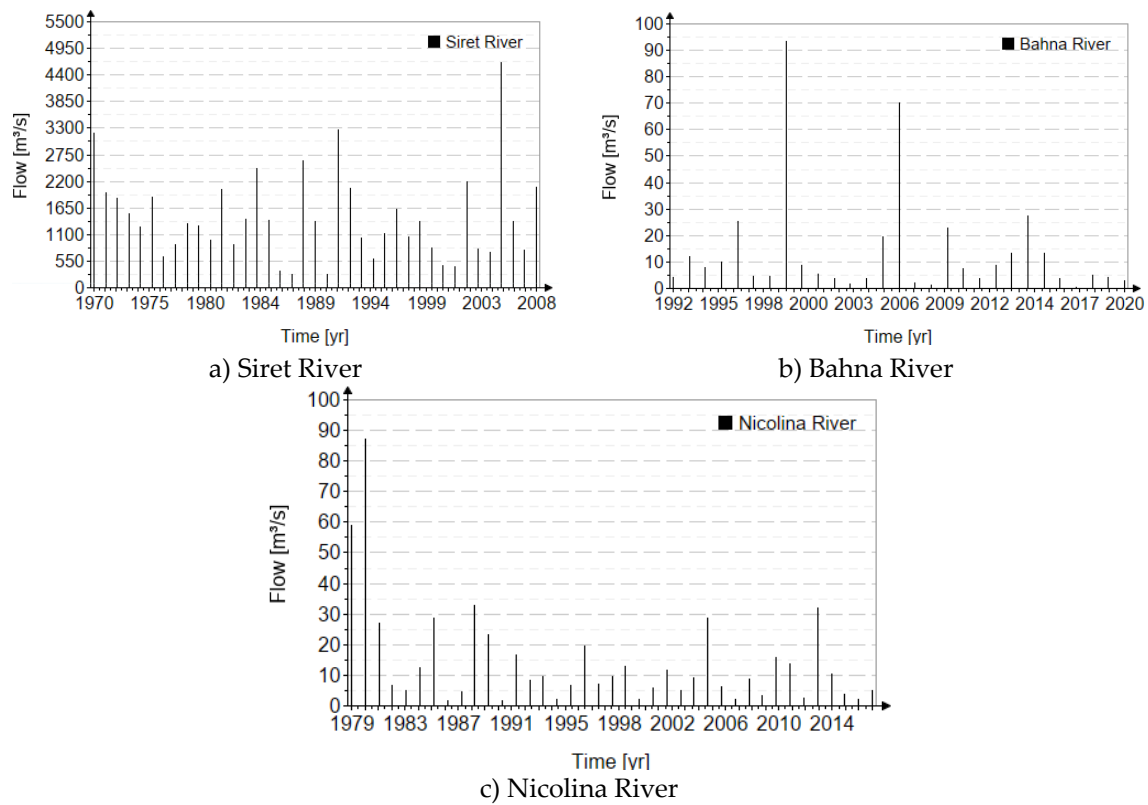 5500
4950
4400
3850
3300
2750
2200
1650
1100
550
0
Flow [m³/s]
Siret River
1970 1975 1980 1984 1989 1994 1999 2003 2008
Time [yr]
a) Siret River
100
90
80
70
60
50
40
30
20
10
0
Flow [m³/s]
Bahna River
1992 1995 1998 2000 2003 2006 2009 2012 2014 2017 2020
Time [yr]
b) Bahna River
100
90
80
70
60
50
40
30
20
10
0
Flow [m³/s]
Nicolina River
1979 1983 1987 1991 1995 1998 2002 2006 2010 2014
Time [yr]
c) Nicolina River